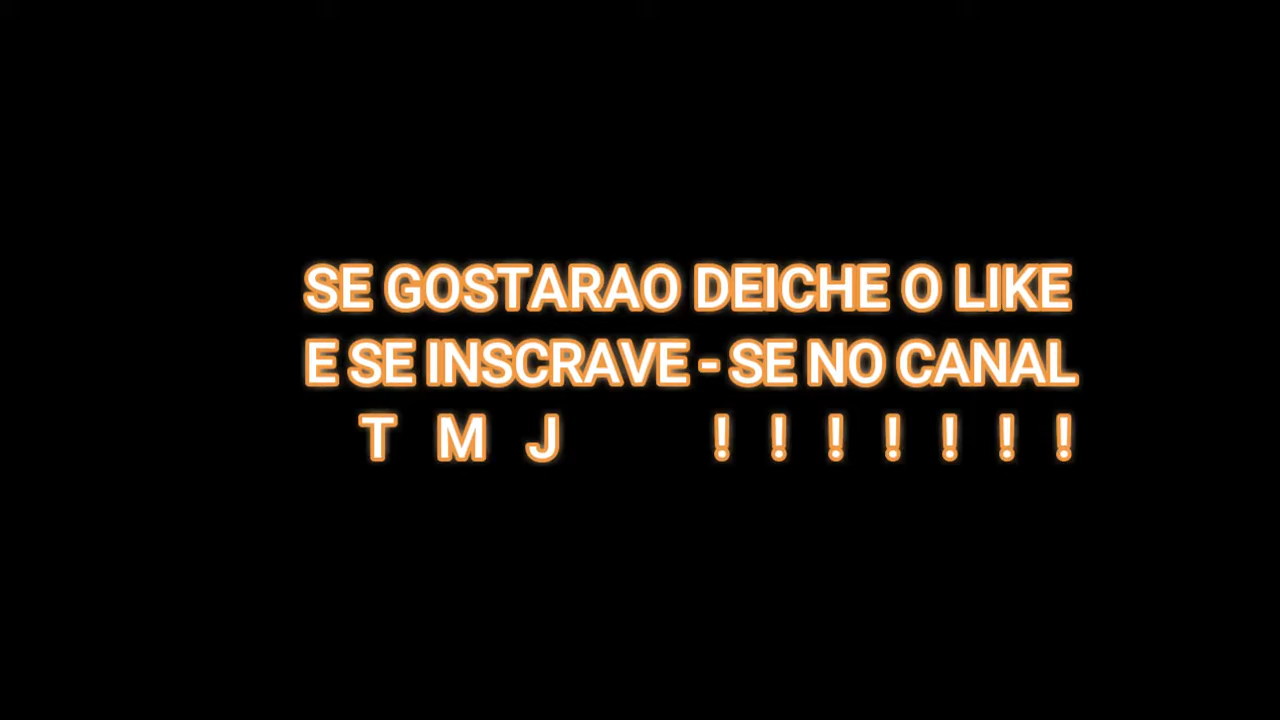 SE GOSTARAO DEICHE O LIKE
E SE INSCRAVE - SE NO CANAL
T M J ! ! ! ! ! ! !